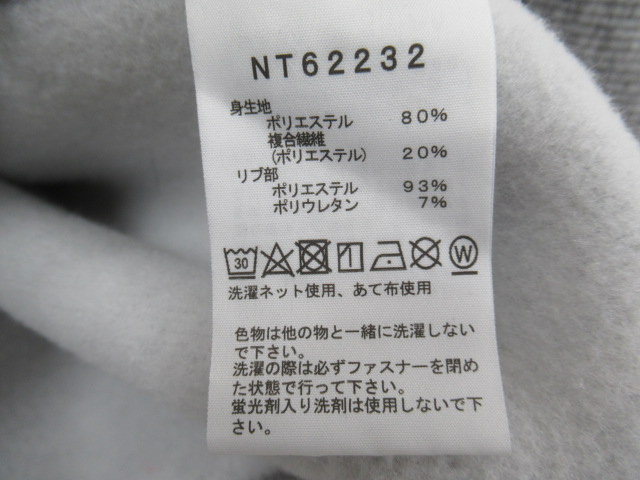 NT62232
身生地
ポリエステル 80%
複合繊維
(ポリエステル) 20%
リブ部
ポリエステル 93%
ポリウレタン 7%
30 W
洗濯ネット使用、あて布使用
色物は他の物と一緒に洗濯しない
で下さい。
洗濯の際は必ずファスナーを閉め
た状態で行って下さい。
蛍光剤入り洗剤は使用しないで下
さい。